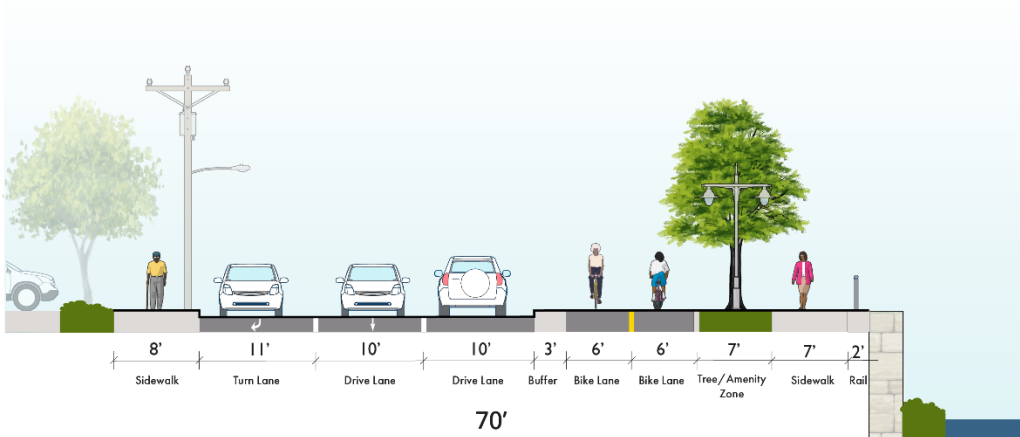 8' 11' 10' 10' 3' 6' 6' 7' 7' 2'
Sidewalk Turn Lane Drive Lane Drive Lane Buffer Bike Lane Bike Lane Tree/Amenity Sidewalk Rail
Zone
70'